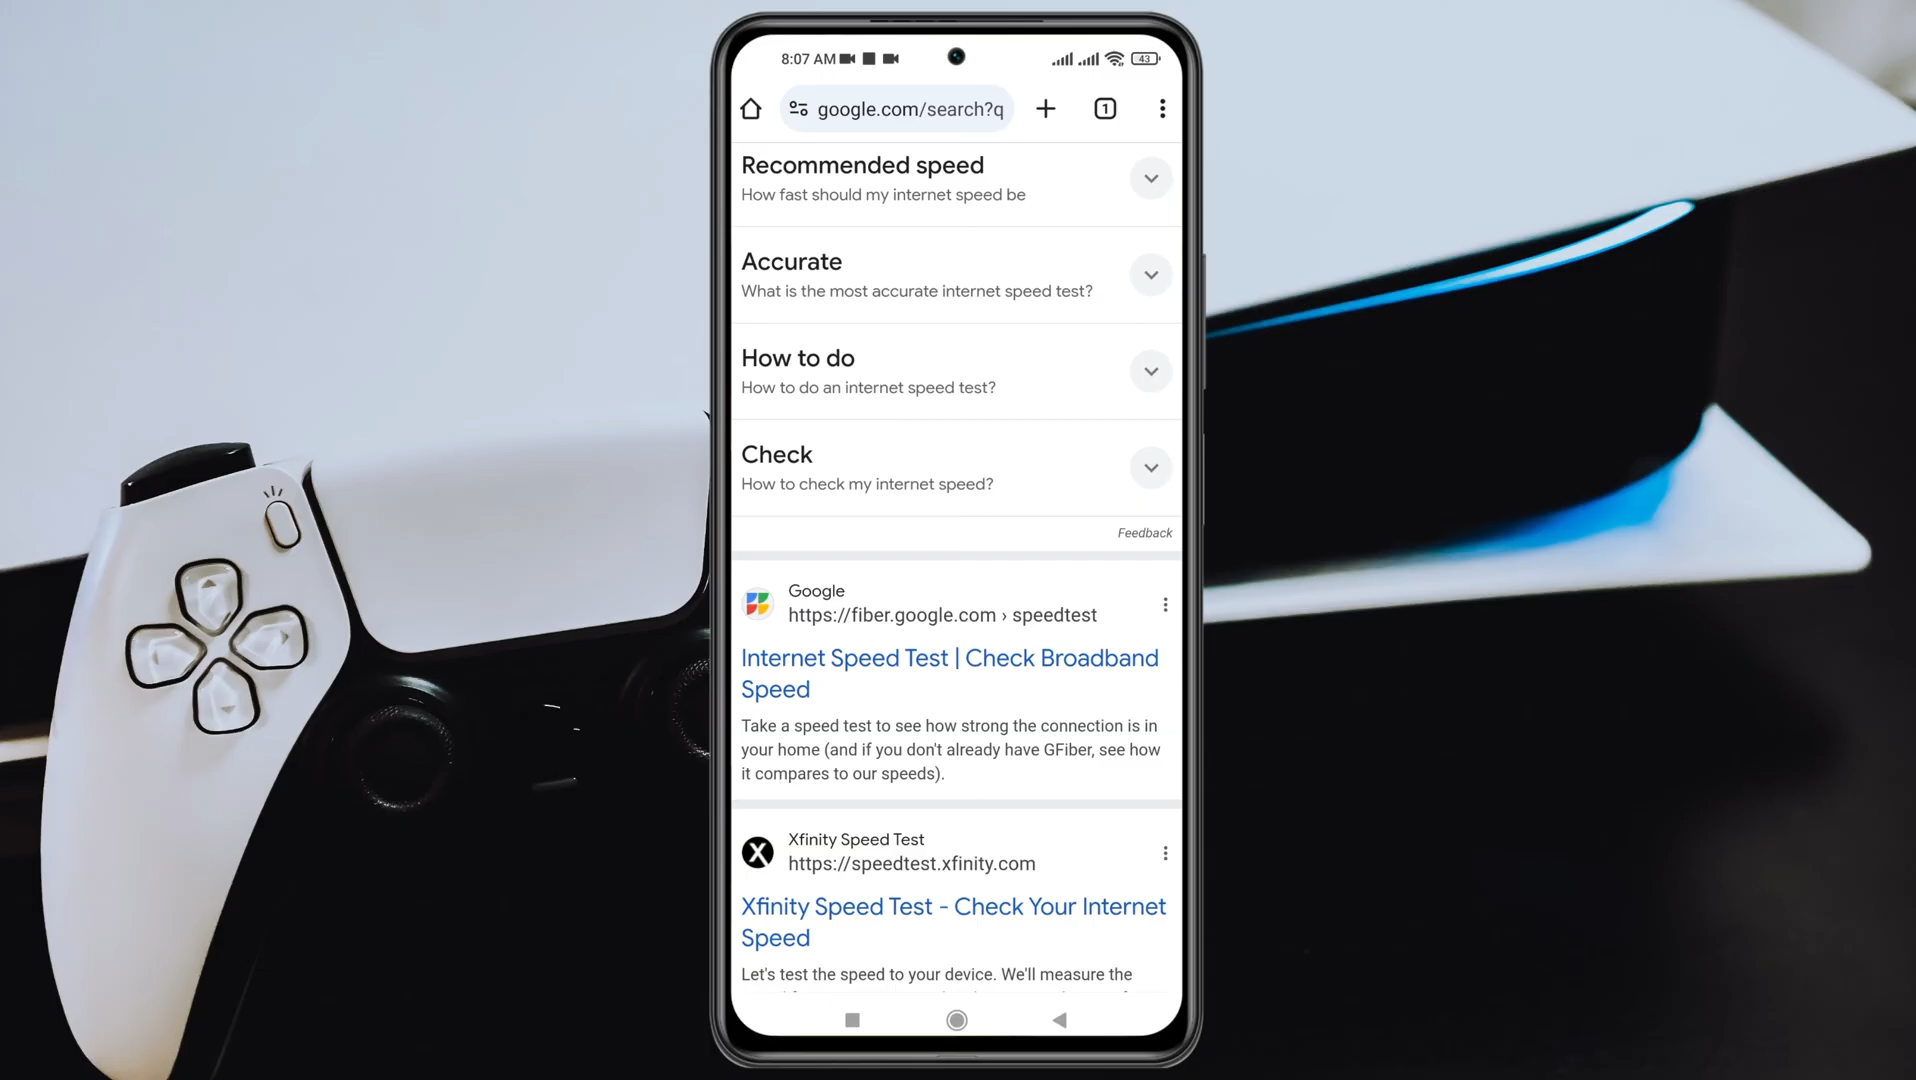 8:07 AM
43
google.com/search?q
1
Recommended speed
How fast should my internet speed be
Accurate
What is the most accurate internet speed test?
How to do
How to do an internet speed test?
Check
How to check my internet speed?
Feedback
Google
https://fiber.google.com › speedtest
Internet Speed Test | Check Broadband
Speed
Take a speed test to see how strong the connection is in
your home (and if you don't already have GFiber, see how
it compares to our speeds).
X
Xfinity Speed Test
https://speedtest.xfinity.com
Xfinity Speed Test - Check Your Internet
Speed
Let's test the speed to your device. We'll measure the